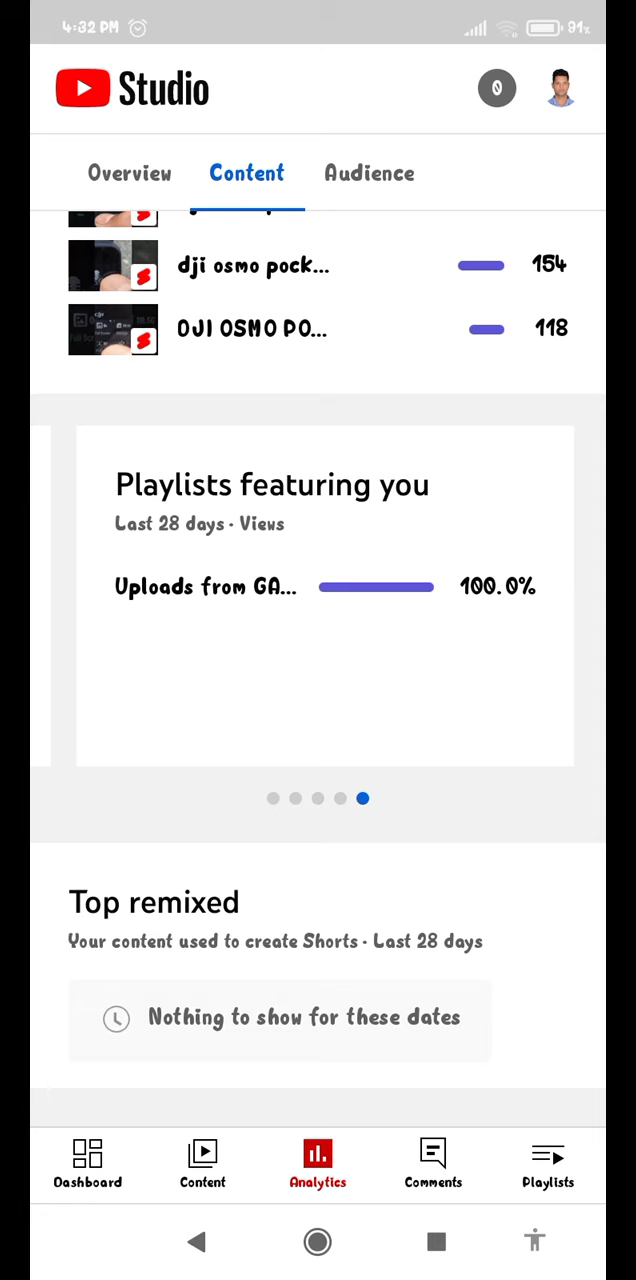 4:32 PM 91%
Studio 0
Overview Content Audience
dji osmo pock... 154
DJI OSMO PO... 118
Playlists featuring you
Last 28 days · Views
Uploads from GA... 100.0%
Top remixed
Your content used to create Shorts · Last 28 days
Nothing to show for these dates
Dashboard Content Analytics Comments Playlists